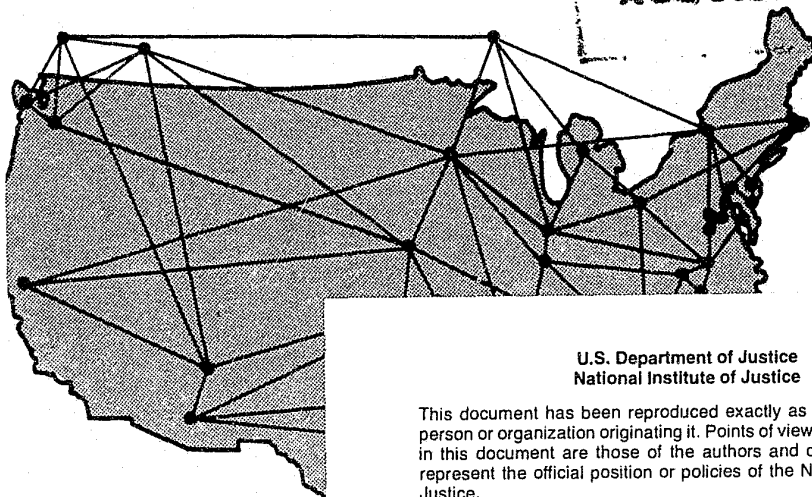 U.S. Department of Justice
National Institute of Justice
This document has been reproduced exactly as
person or organization originating it. Points of view
in this document are those of the authors and
represent the official position or policies of the
Justice.